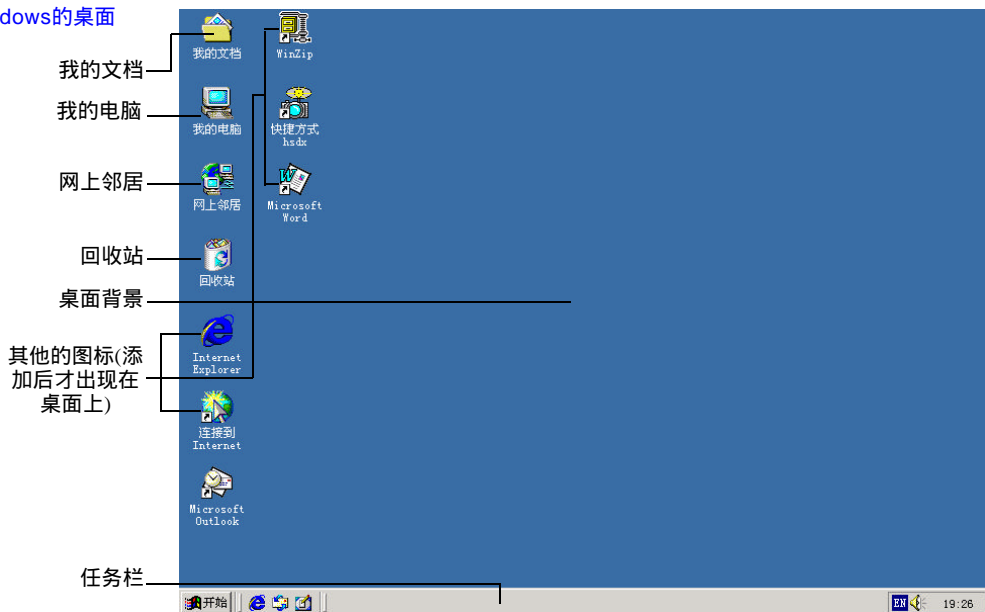 dows的桌面
我的文档
我的电脑
网上邻居
回收站
桌面背景
其他的图标(添
加后才出现在
桌面上)
任务栏
我的文档
WinZip
我的电脑
快捷方式
hsdx
网上邻居
Microsoft
Word
回收站
Internet
Explorer
连接到
Internet
Microsoft
Outlook
开始
EN
19:26